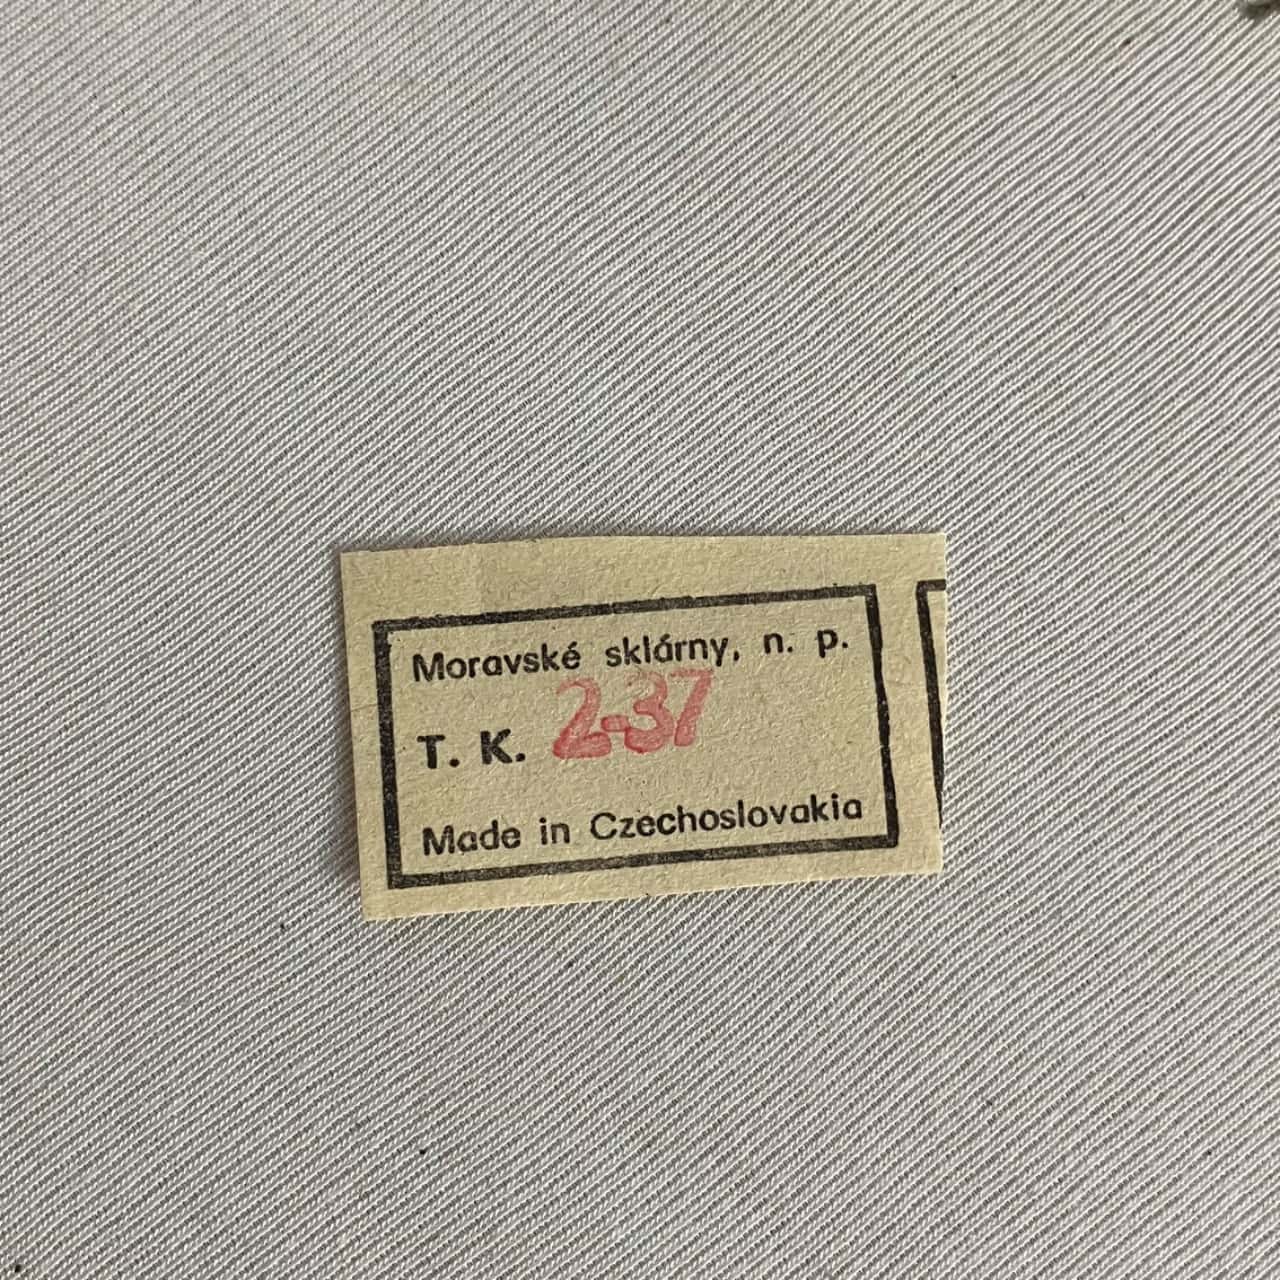 Moravské sklárny, n. p.
T. K. 2-37
Made in Czechoslovakia